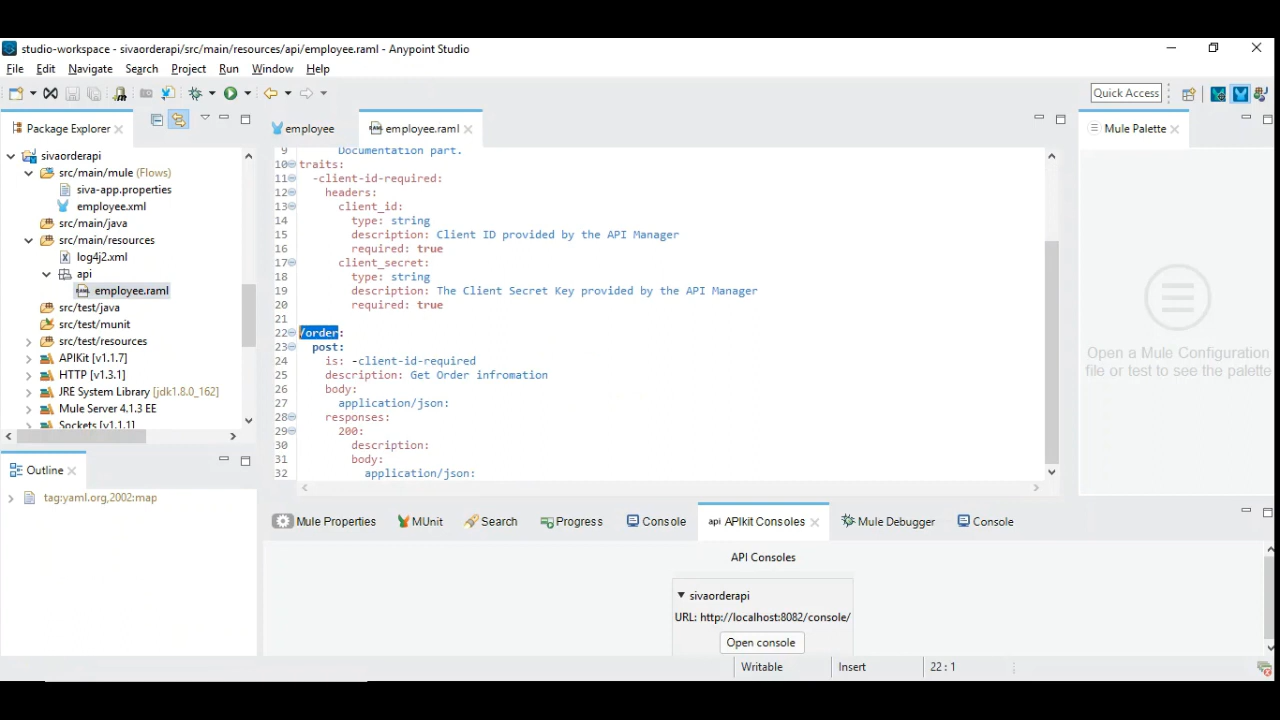 studio-workspace - sivaorderapi/src/main/resources/api/employee.raml - Anypoint Studio
File Edit Navigate Search Project Run Window Help
Quick Access
Package Explorer
sivaorderapi
src/main/mule (Flows)
siva-app.properties
employee.xml
src/main/java
src/main/resources
log4j2.xml
api
employee.raml
src/test/java
src/test/munit
src/test/resources
APIKit [v1.1.7]
HTTP [v1.3.1]
JRE System Library [jdk1.8.0_162]
Mule Server 4.1.3 EE
Sockets [v1.1.1]
Outline
tag:yaml.org,2002:map
employee
employee.raml
9 Documentation part.
10 traits:
11 -client-id-required:
12 headers:
13 client_id:
14 type: string
15 description: Client ID provided by the API Manager
16 required: true
17 client_secret:
18 type: string
19 description: The Client Secret Key provided by the API Manager
20 required: true
21
22 /order:
23 post:
24 is: -client-id-required
25 description: Get Order infromation
26 body:
27 application/json:
28 responses:
29 200:
30 description:
31 body:
32 application/json:
Mule Palette
Open a Mule Configuration
file or test to see the palette
Mule Properties MUnit Search Progress Console api APIkit Consoles Mule Debugger Console
API Consoles
sivaorderapi
URL: http://localhost:8082/console/
Open console
Writable Insert 22 : 1